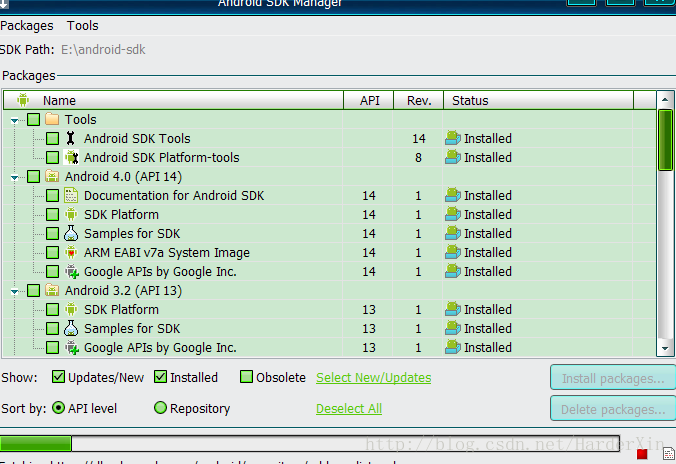 Android SDK Manager
Packages Tools
SDK Path: E:\android-sdk
Packages
Name API Rev. Status
Tools
Android SDK Tools 14 Installed
Android SDK Platform-tools 8 Installed
Android 4.0 (API 14)
Documentation for Android SDK 14 1 Installed
SDK Platform 14 1 Installed
Samples for SDK 14 1 Installed
ARM EABI v7a System Image 14 1 Installed
Google APIs by Google Inc. 14 1 Installed
Android 3.2 (API 13)
SDK Platform 13 1 Installed
Samples for SDK 13 1 Installed
Google APIs by Google Inc. 13 1 Installed
Show: Updates/New Installed Obsolete Select New/Updates Install packages...
Sort by: API level Repository Deselect All Delete packages...
http://blog.csdn.net/HarderXin